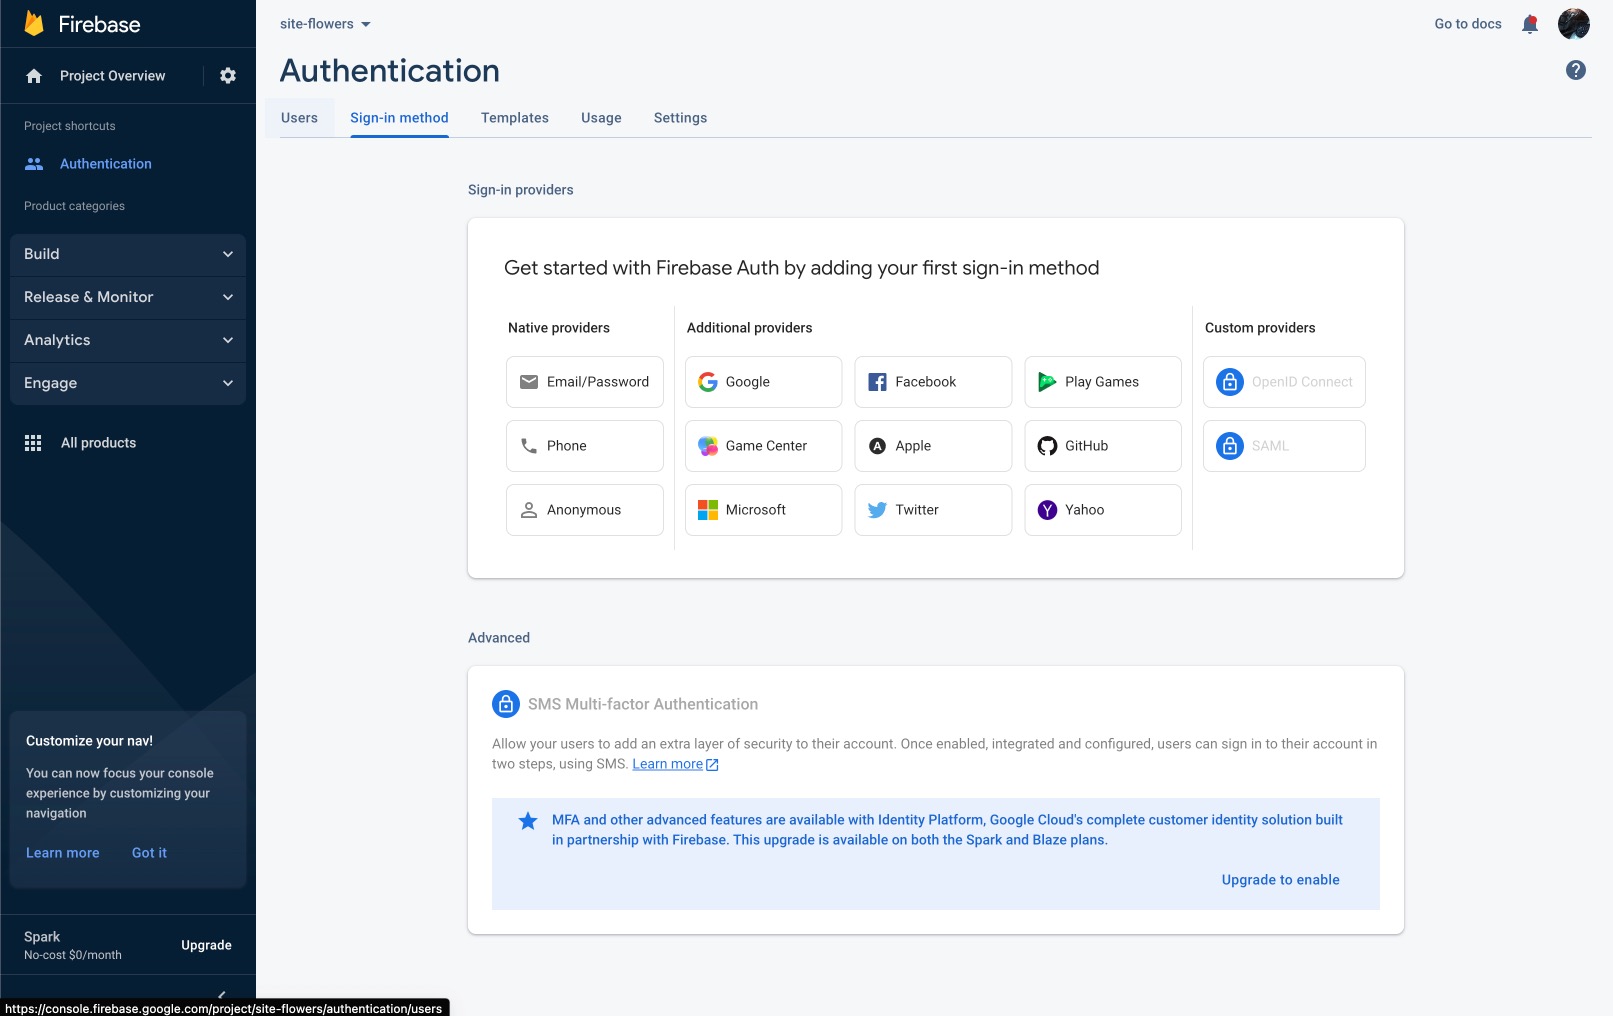 Firebase
Project Overview
Project shortcuts
Authentication
Product categories
Build
Release & Monitor
Analytics
Engage
All products
Customize your nav!
You can now focus your console
experience by customizing your
navigation
Learn more Got it
Spark
No-cost $0/month
Upgrade
https://console.firebase.google.com/project/site-flowers/authentication/users
site-flowers
Go to docs
Authentication
Users Sign-in method Templates Usage Settings
Sign-in providers
Get started with Firebase Auth by adding your first sign-in method
Native providers Additional providers Custom providers
Email/Password Google Facebook Play Games OpenID Connect
Phone Game Center Apple GitHub SAML
Anonymous Microsoft Twitter Yahoo
Advanced
SMS Multi-factor Authentication
Allow your users to add an extra layer of security to their account. Once enabled, integrated and configured, users can sign in to their account in
two steps, using SMS. Learn more
MFA and other advanced features are available with Identity Platform, Google Cloud's complete customer identity solution built
in partnership with Firebase. This upgrade is available on both the Spark and Blaze plans.
Upgrade to enable